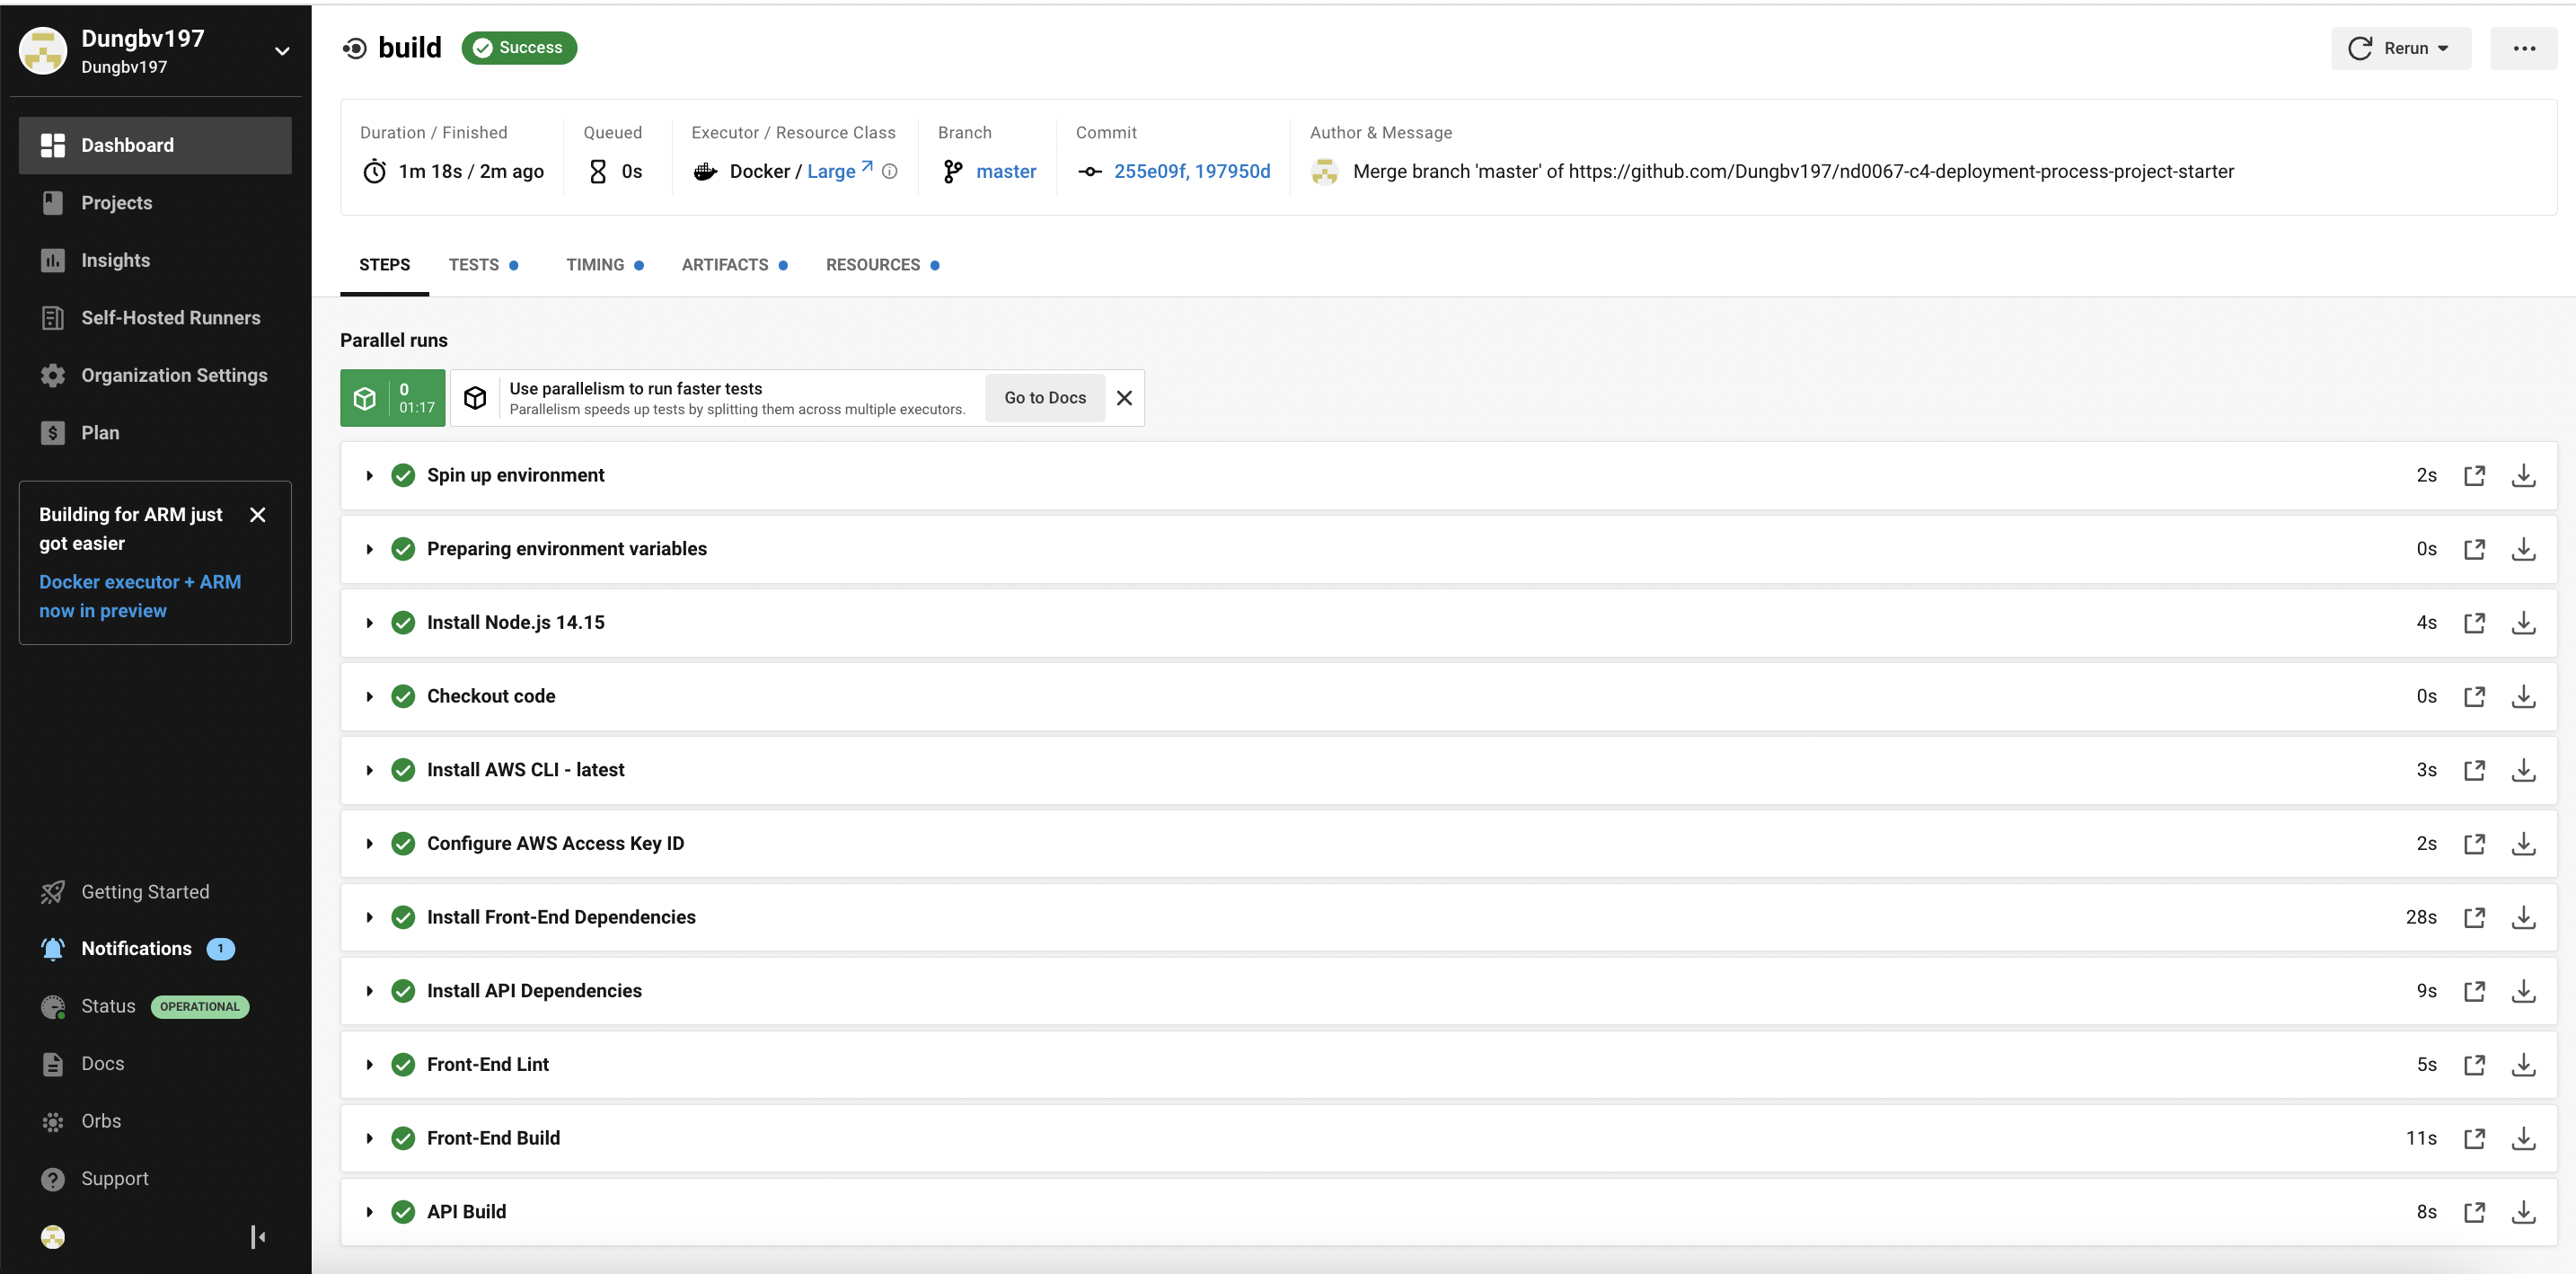 Dungbv197
Dungbv197
Dashboard
Projects
Insights
Self-Hosted Runners
Organization Settings
$ Plan
Building for ARM just
got easier
Docker executor + ARM
now in preview
Getting Started
Notifications 1
Status OPERATIONAL
Docs
Orbs
? Support
build Success
Rerun
Duration / Finished
1m 18s / 2m ago
Queued
0s
Executor / Resource Class
Docker / Large
Branch
master
Commit
255e09f, 197950d
Author & Message
Merge branch 'master' of https://github.com/Dungbv197/nd0067-c4-deployment-process-project-starter
STEPS TESTS TIMING ARTIFACTS RESOURCES
Parallel runs
0
01:17
Use parallelism to run faster tests
Parallelism speeds up tests by splitting them across multiple executors.
Go to Docs
Spin up environment 2s
Preparing environment variables 0s
Install Node.js 14.15 4s
Checkout code 0s
Install AWS CLI - latest 3s
Configure AWS Access Key ID 2s
Install Front-End Dependencies 28s
Install API Dependencies 9s
Front-End Lint 5s
Front-End Build 11s
API Build 8s